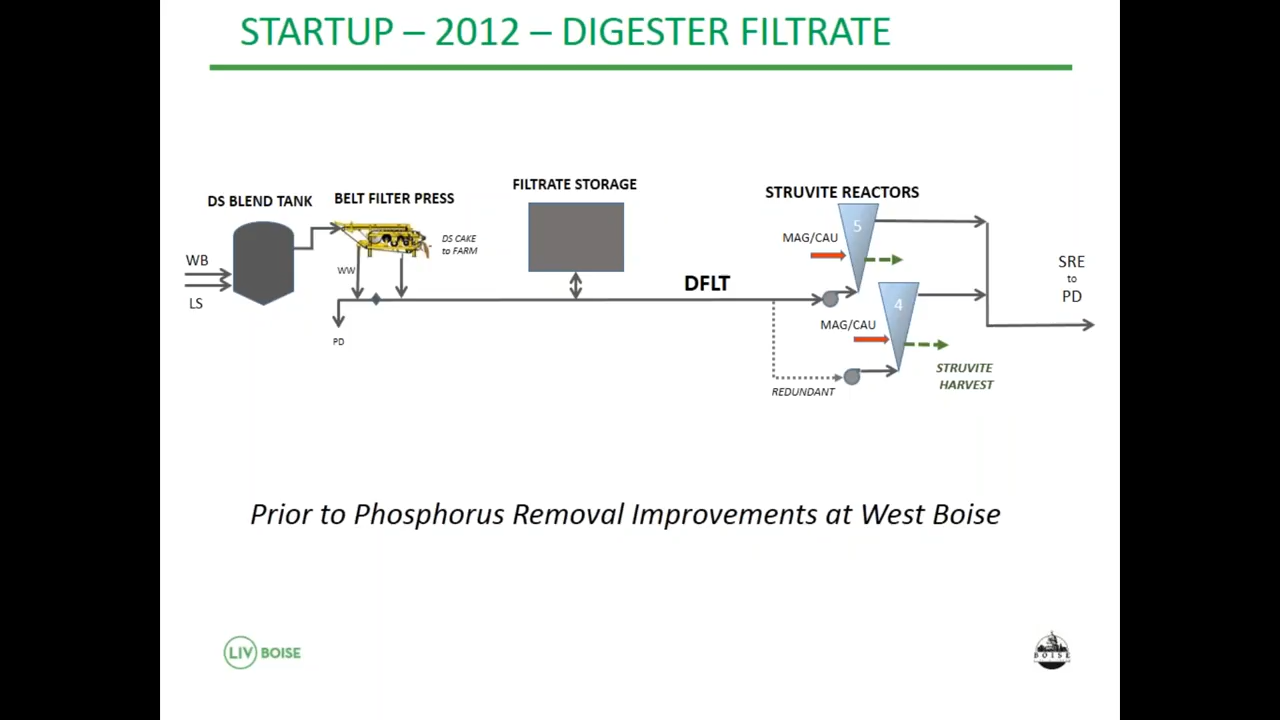 STARTUP – 2012 – DIGESTER FILTRATE
DS BLEND TANK
BELT FILTER PRESS
FILTRATE STORAGE
STRUVITE REACTORS
DS CAKE
to FARM
WB
LS
WW
PD
DFLT
5
MAG/CAU
4
MAG/CAU
REDUNDANT
STRUVITE
HARVEST
SRE
to
PD
Prior to Phosphorus Removal Improvements at West Boise
LIV BOISE
BOISE